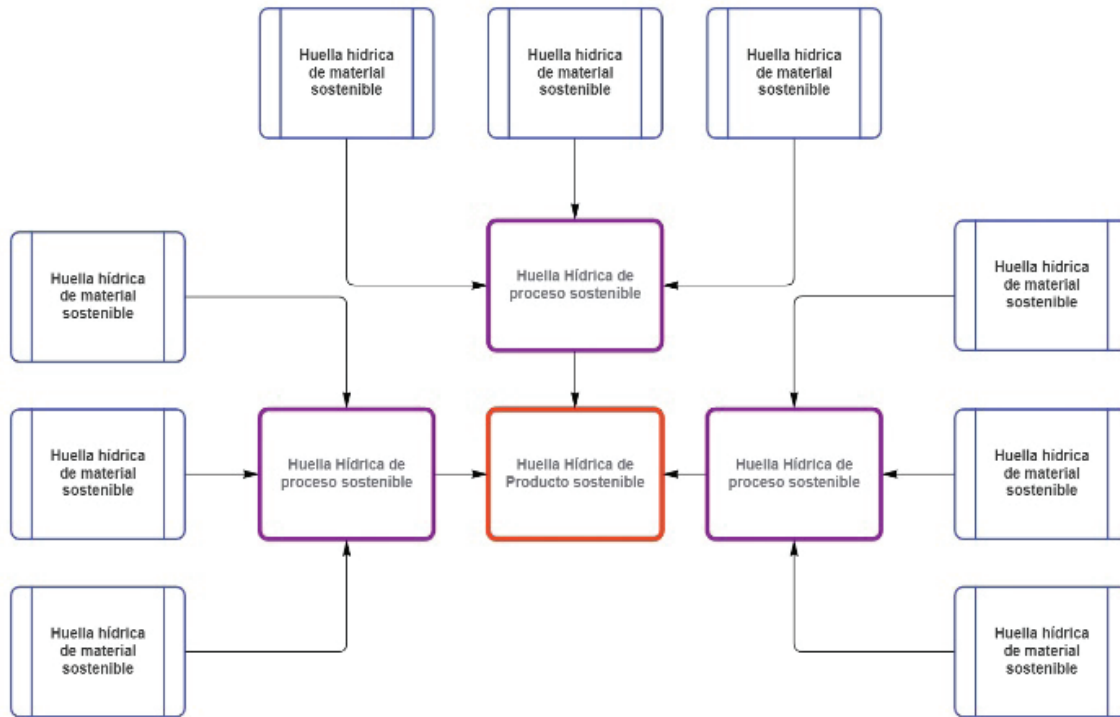 Huella hídrica
de material
sostenible
Huella hídrica
de material
sostenible
Huella hídrica
de material
sostenible
Huella Hídrica de
proceso sostenible
Huella hídrica
de material
sostenible
Huella hídrica
de material
sostenible
Huella hídrica
de material
sostenible
Huella Hídrica de
proceso sostenible
Huella Hídrica de
Producto sostenible
Huella Hídrica de
proceso sostenible
Huella hídrica
de material
sostenible
Huella hídrica
de material
sostenible
Huella hídrica
de material
sostenible